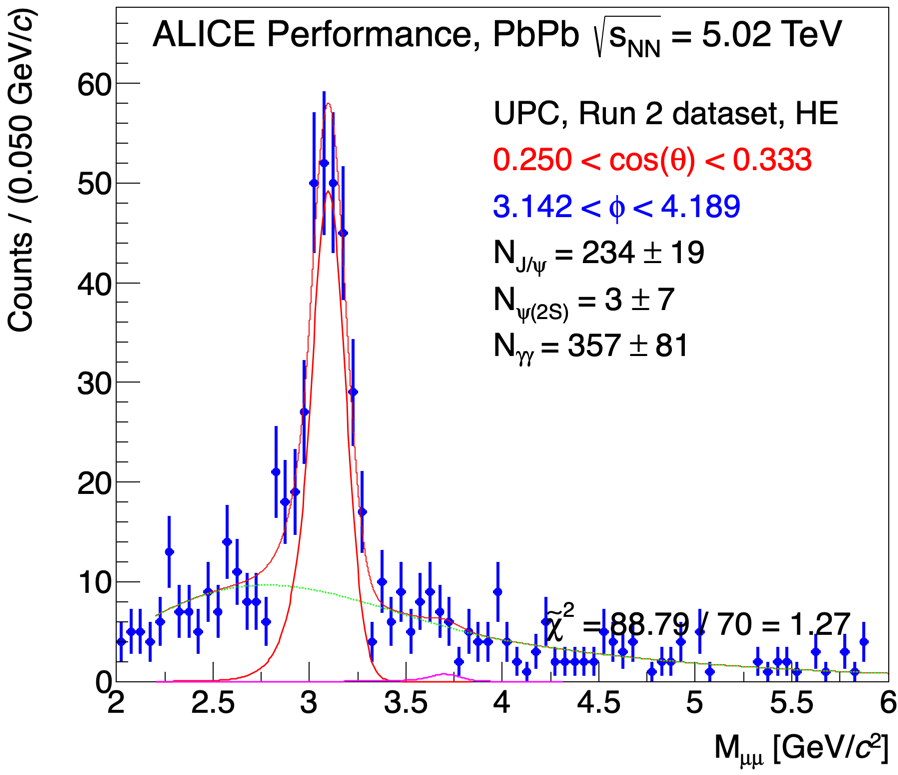 ALICE Performance, PbPb √sNN = 5.02 TeV
UPC, Run 2 dataset, HE
0.250 < cos(θ) < 0.333
3.142 < ϕ < 4.189
NJ/ψ = 234 ± 19
Nψ(2S) = 3 ± 7
Nγγ = 357 ± 81
χ̃² = 88.79 / 70 = 1.27
Counts / (0.050 GeV/c)
60
50
40
30
20
10
0
2 2.5 3 3.5 4 4.5 5 5.5 6
Mμμ [GeV/c²]